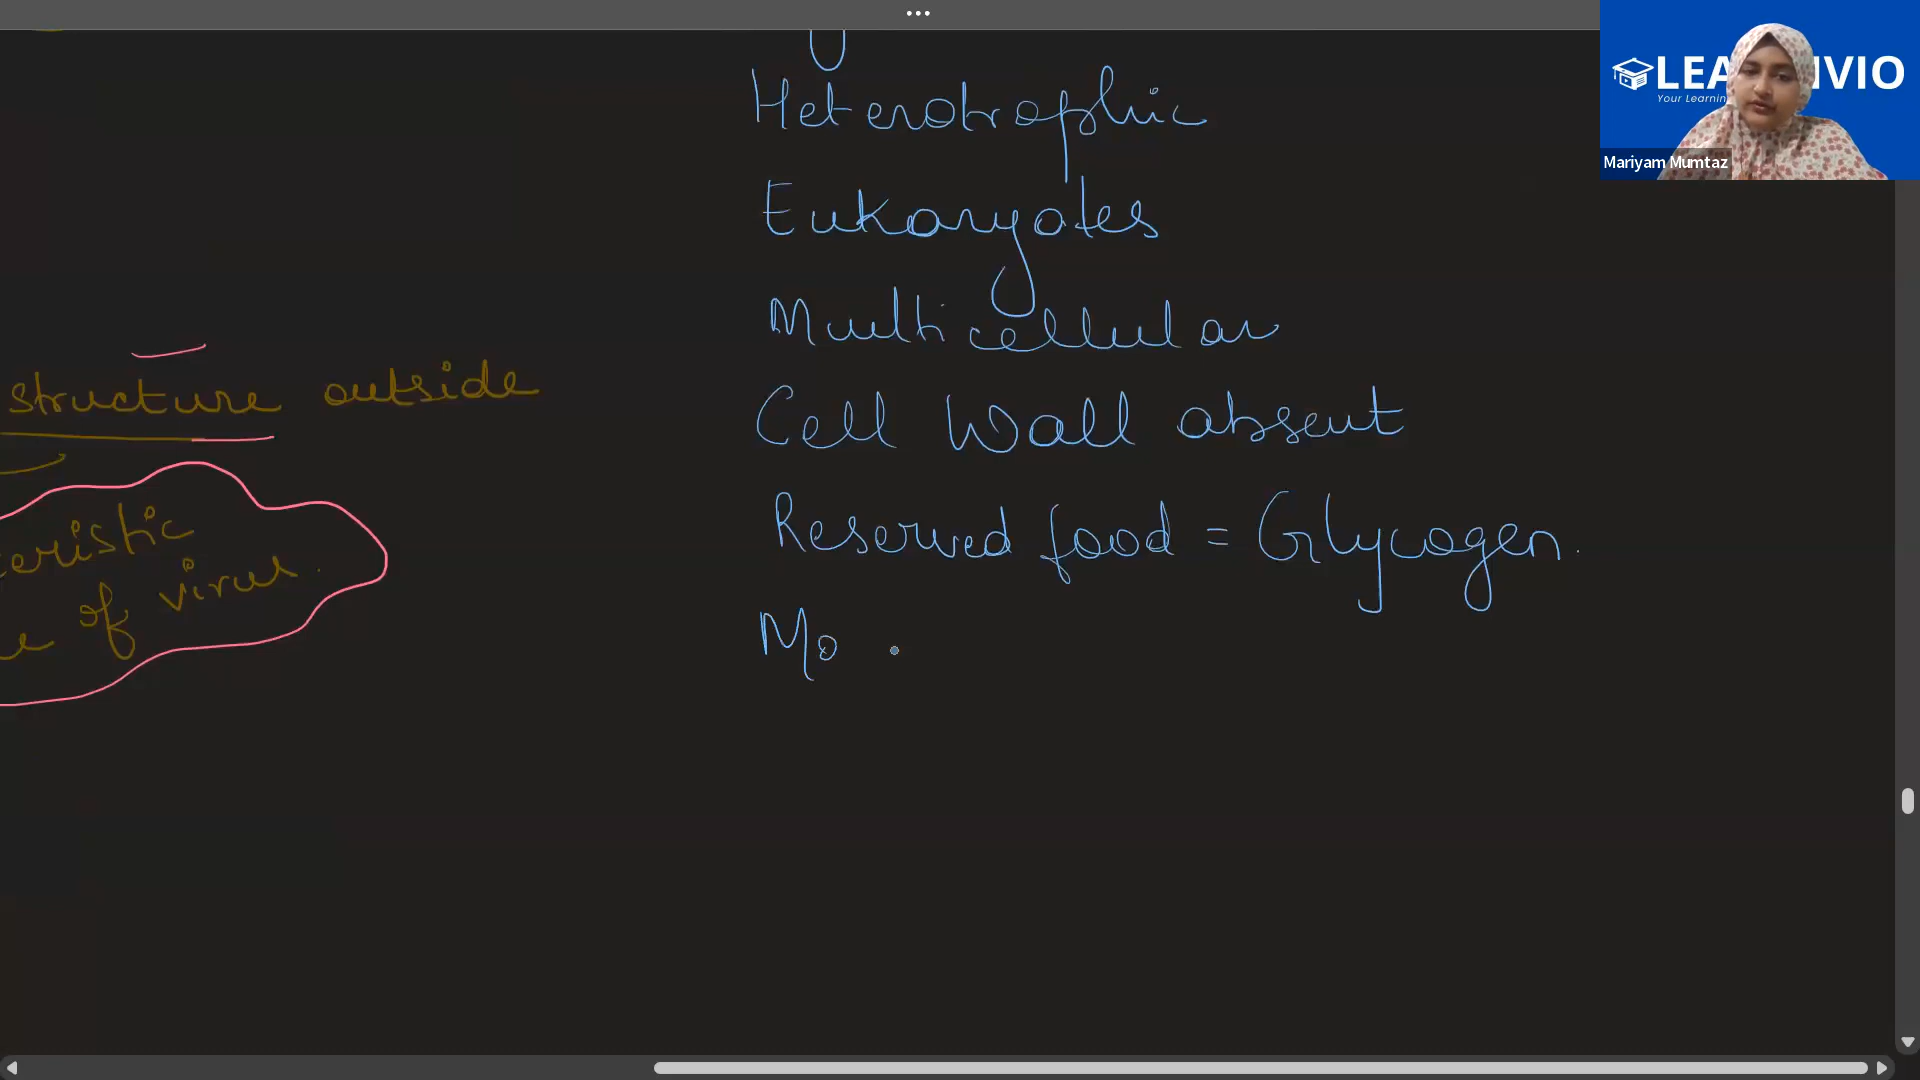 Heterotrophic
Eukaryotes
Multicellular
Cell Wall absent
Reserved food = Glycogen.
Mo
structure outside
eristic
of virus.
LEA VIO
Your Learnin
Mariyam Mumtaz